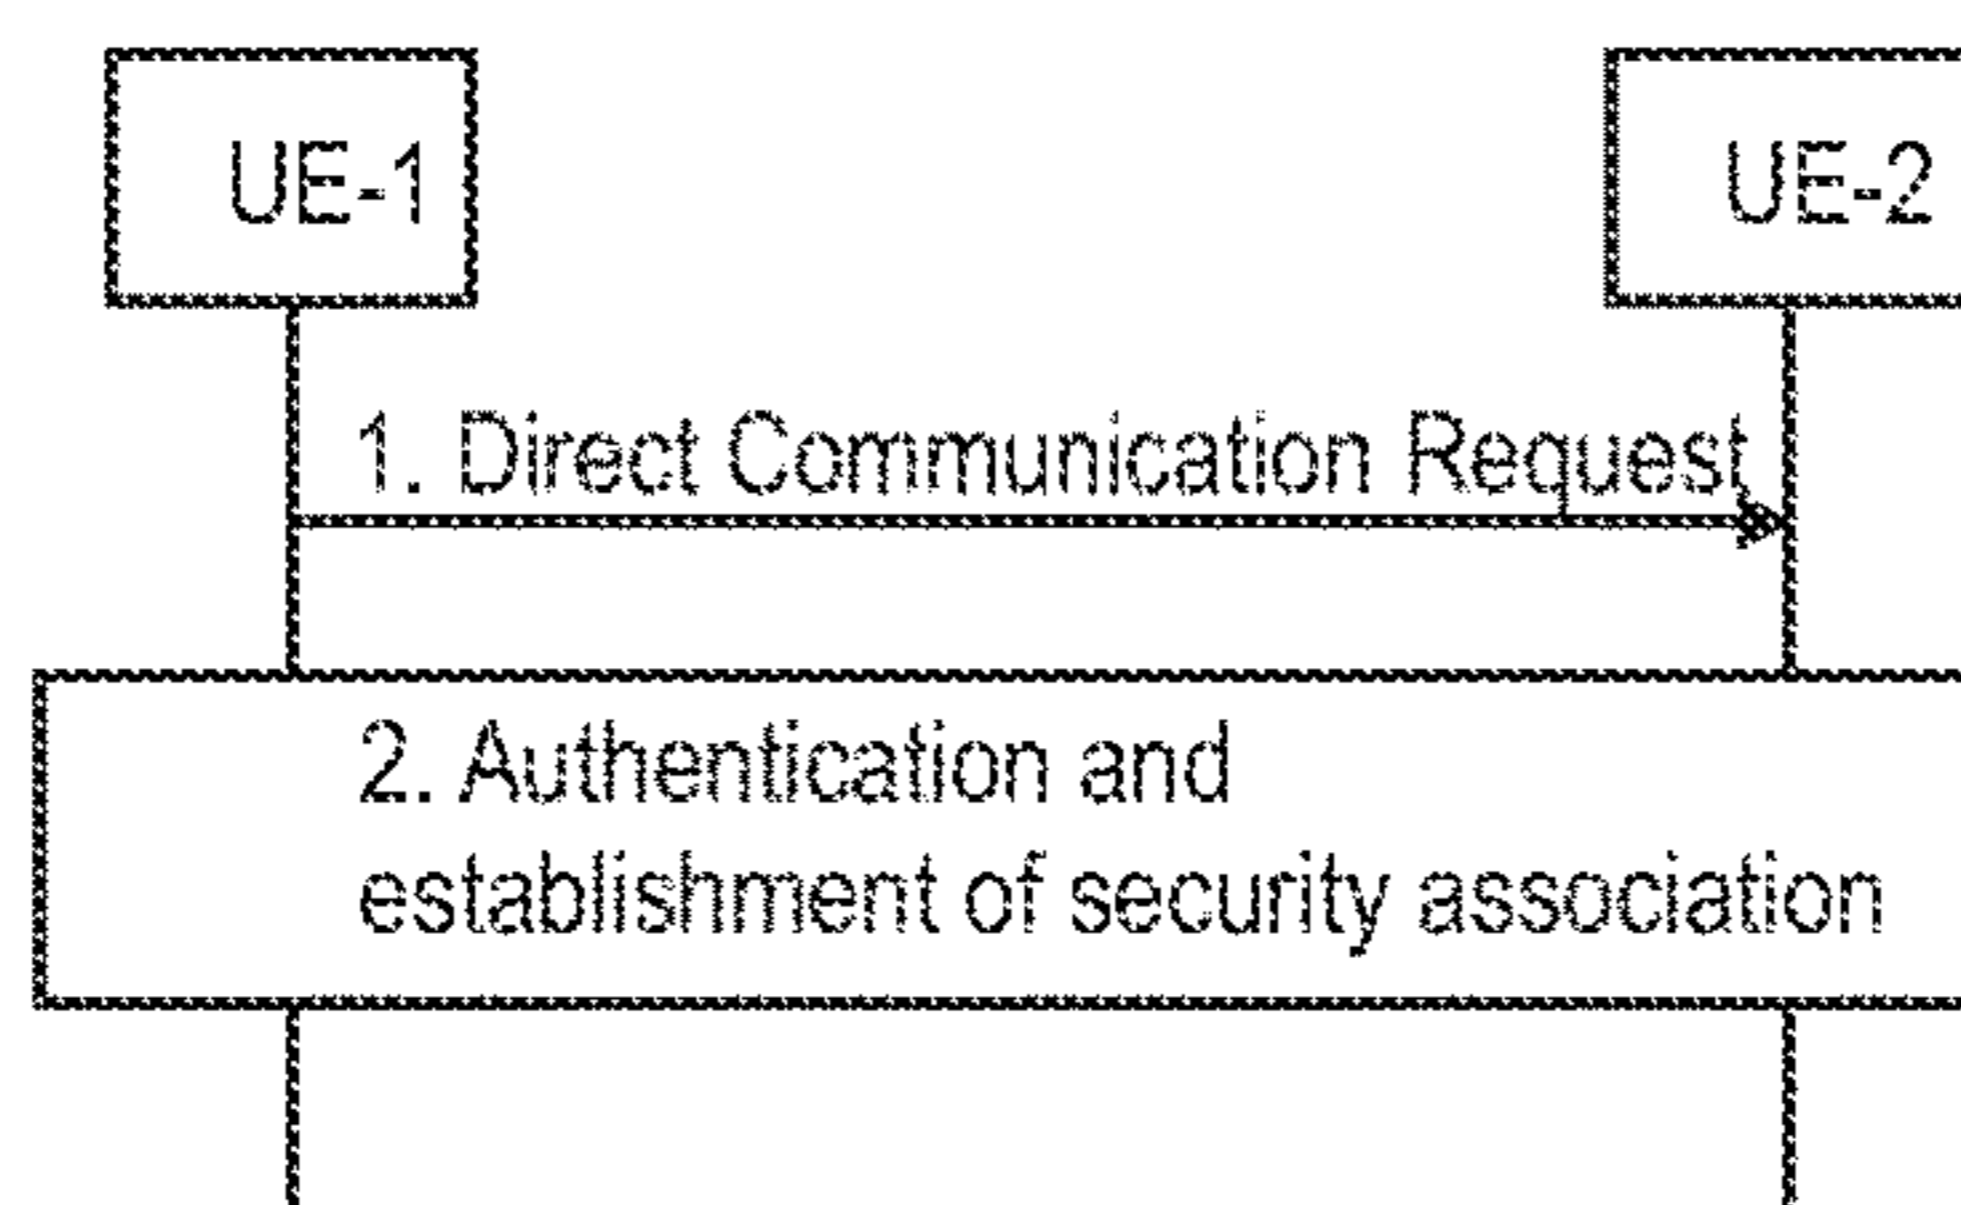 UE-1
UE-2
1. Direct Communication Request
2. Authentication and
establishment of security association